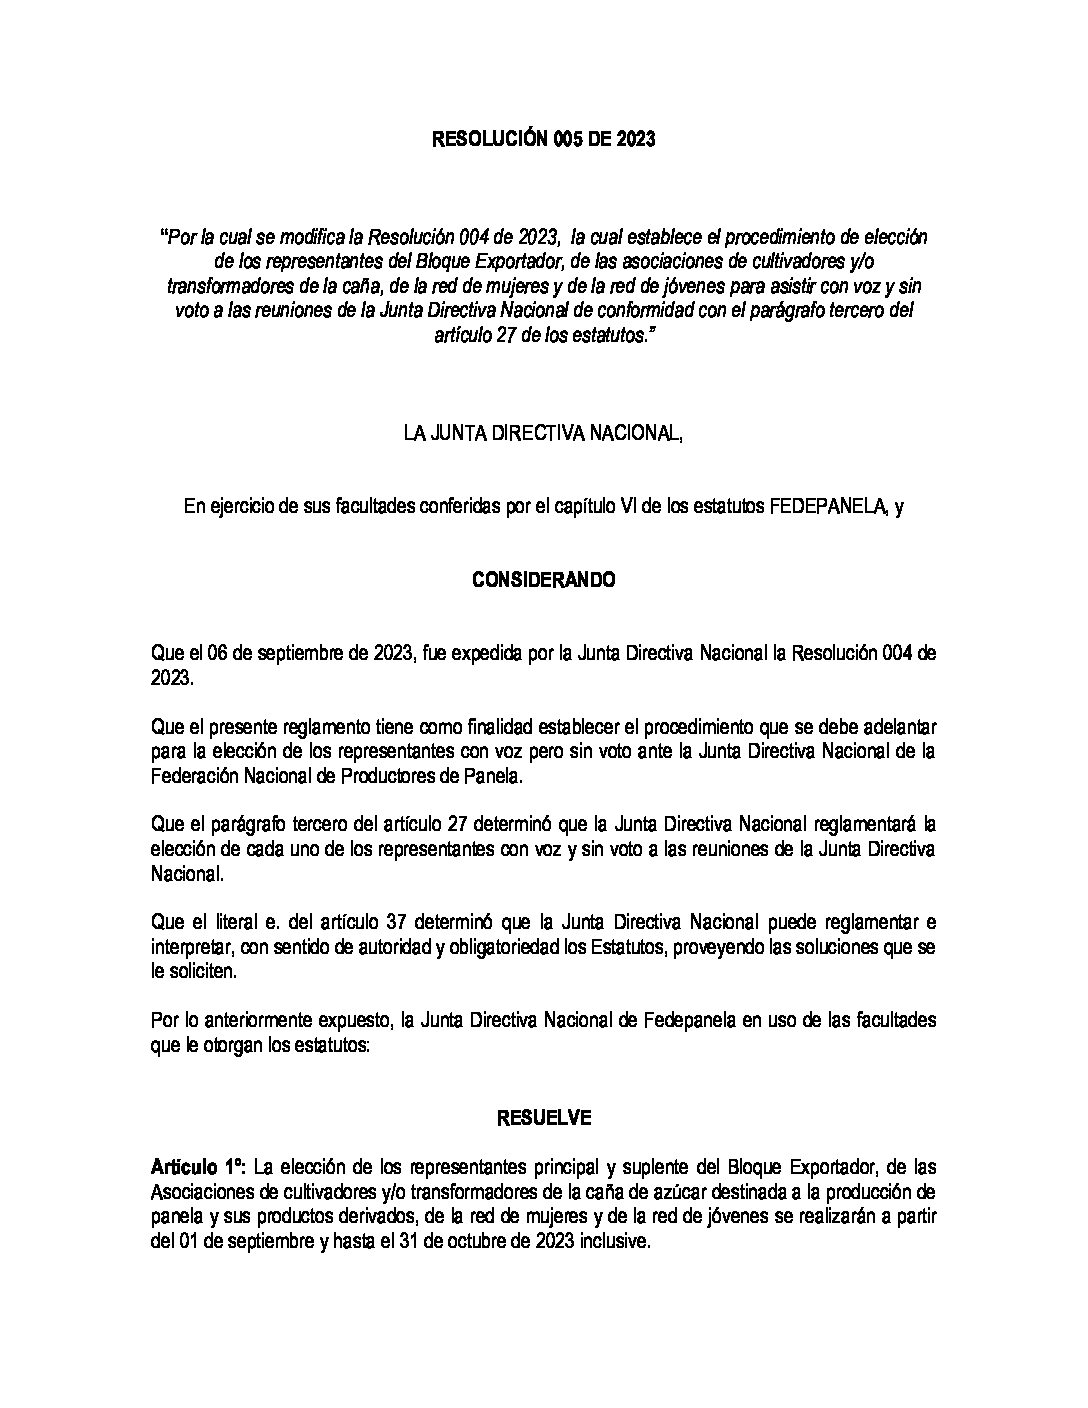 RESOLUCIÓN 005 DE 2023
“Por la cual se modifica la Resolución 004 de 2023, la cual establece el procedimiento de elección
de los representantes del Bloque Exportador, de las asociaciones de cultivadores y/o
transformadores de la caña, de la red de mujeres y de la red de jóvenes para asistir con voz y sin
voto a las reuniones de la Junta Directiva Nacional de conformidad con el parágrafo tercero del
artículo 27 de los estatutos.”
LA JUNTA DIRECTIVA NACIONAL,
En ejercicio de sus facultades conferidas por el capítulo VI de los estatutos FEDEPANELA, y
CONSIDERANDO
Que el 06 de septiembre de 2023, fue expedida por la Junta Directiva Nacional la Resolución 004 de
2023.
Que el presente reglamento tiene como finalidad establecer el procedimiento que se debe adelantar
para la elección de los representantes con voz pero sin voto ante la Junta Directiva Nacional de la
Federación Nacional de Productores de Panela.
Que el parágrafo tercero del artículo 27 determinó que la Junta Directiva Nacional reglamentará la
elección de cada uno de los representantes con voz y sin voto a las reuniones de la Junta Directiva
Nacional.
Que el literal e. del artículo 37 determinó que la Junta Directiva Nacional puede reglamentar e
interpretar, con sentido de autoridad y obligatoriedad los Estatutos, proveyendo las soluciones que se
le soliciten.
Por lo anteriormente expuesto, la Junta Directiva Nacional de Fedepanela en uso de las facultades
que le otorgan los estatutos:
RESUELVE
Artículo 1º: La elección de los representantes principal y suplente del Bloque Exportador, de las
Asociaciones de cultivadores y/o transformadores de la caña de azúcar destinada a la producción de
panela y sus productos derivados, de la red de mujeres y de la red de jóvenes se realizarán a partir
del 01 de septiembre y hasta el 31 de octubre de 2023 inclusive.